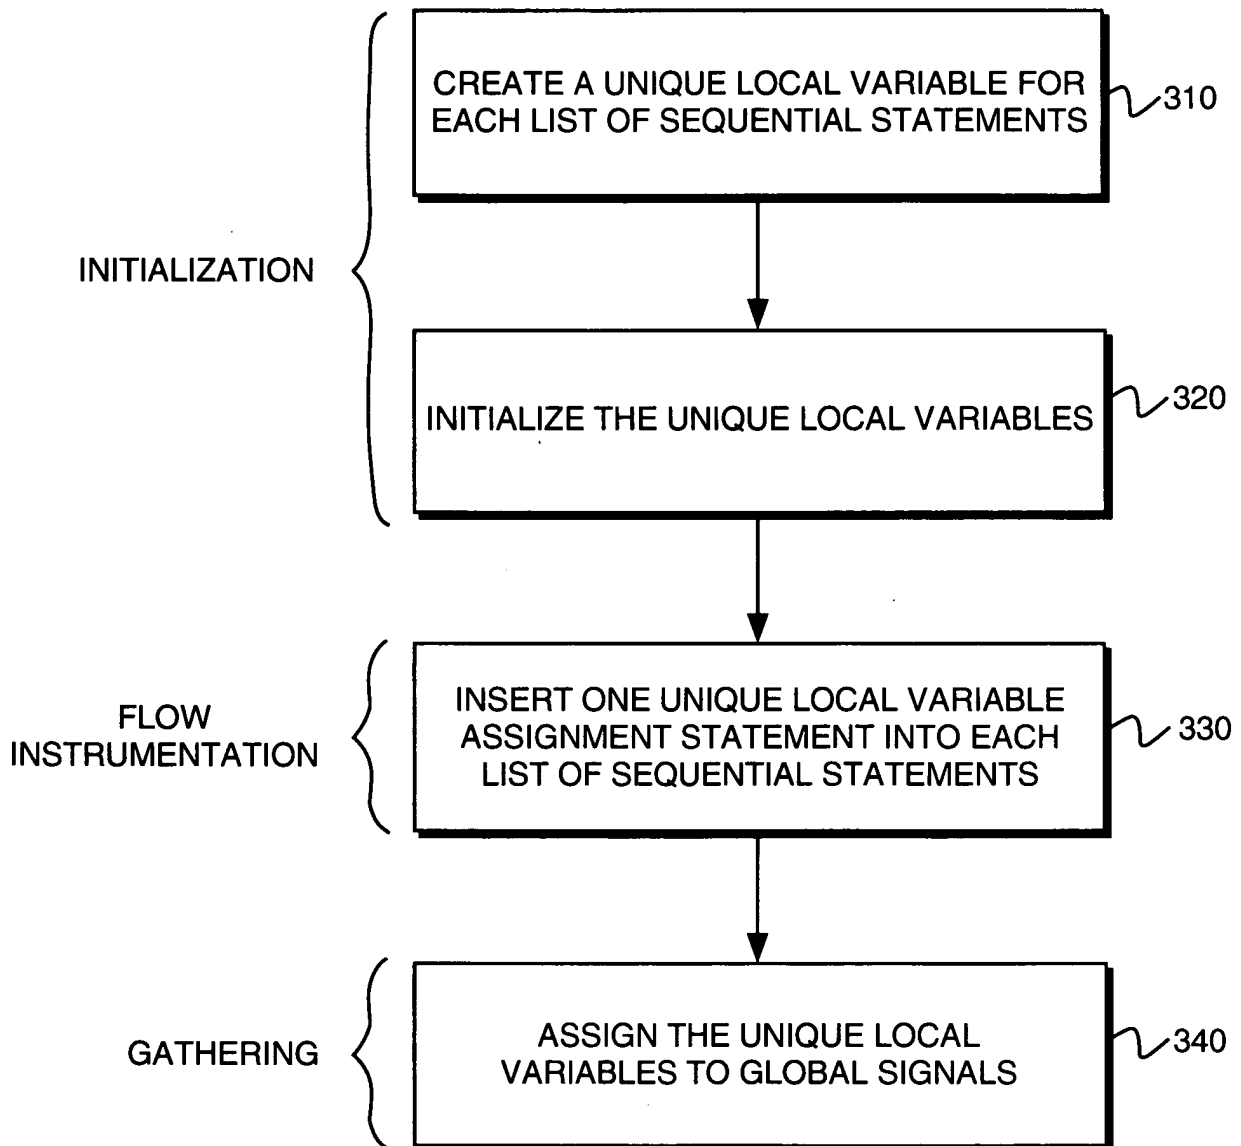 CREATE A UNIQUE LOCAL VARIABLE FOR
EACH LIST OF SEQUENTIAL STATEMENTS
310
INITIALIZATION
INITIALIZE THE UNIQUE LOCAL VARIABLES
320
FLOW
INSTRUMENTATION
INSERT ONE UNIQUE LOCAL VARIABLE
ASSIGNMENT STATEMENT INTO EACH
LIST OF SEQUENTIAL STATEMENTS
330
GATHERING
ASSIGN THE UNIQUE LOCAL
VARIABLES TO GLOBAL SIGNALS
340